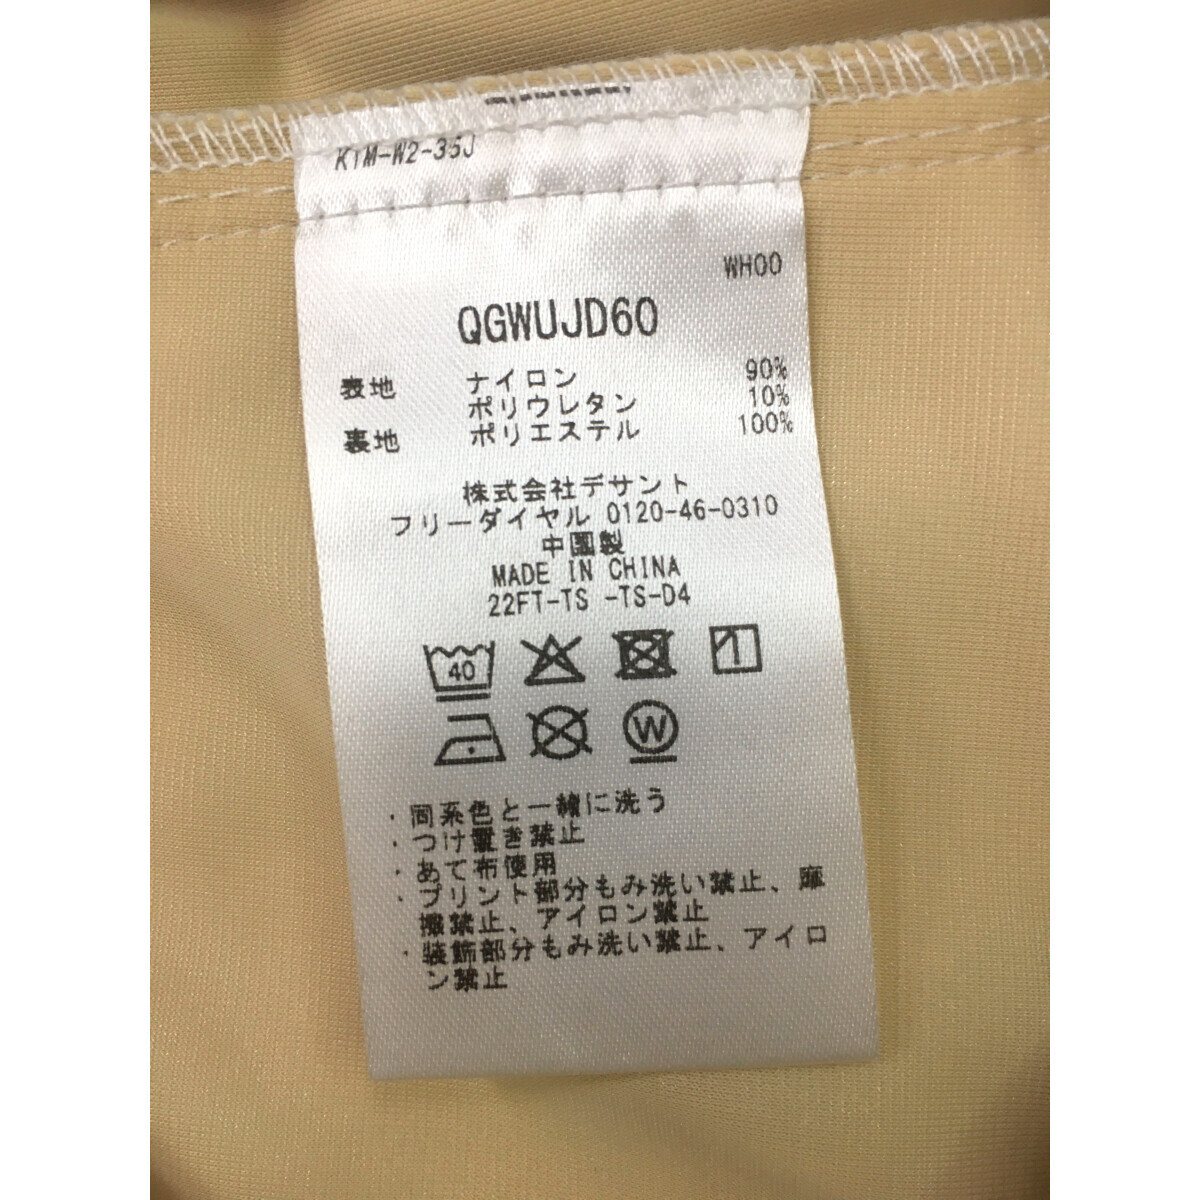 K1M-W2-35J
WH00
QGWUJD60
表地 ナイロン 90%
ポリウレタン 10%
裏地 ポリエステル 100%
株式会社デサント
フリーダイヤル 0120-46-0310
中国製
MADE IN CHINA
22FT-TS -TS-D4
40
W
・同系色と一緒に洗う
・つけ置き禁止
・あて布使用
・プリント部分もみ洗い禁止、摩
擦禁止、アイロン禁止
・装飾部分もみ洗い禁止、アイロ
ン禁止